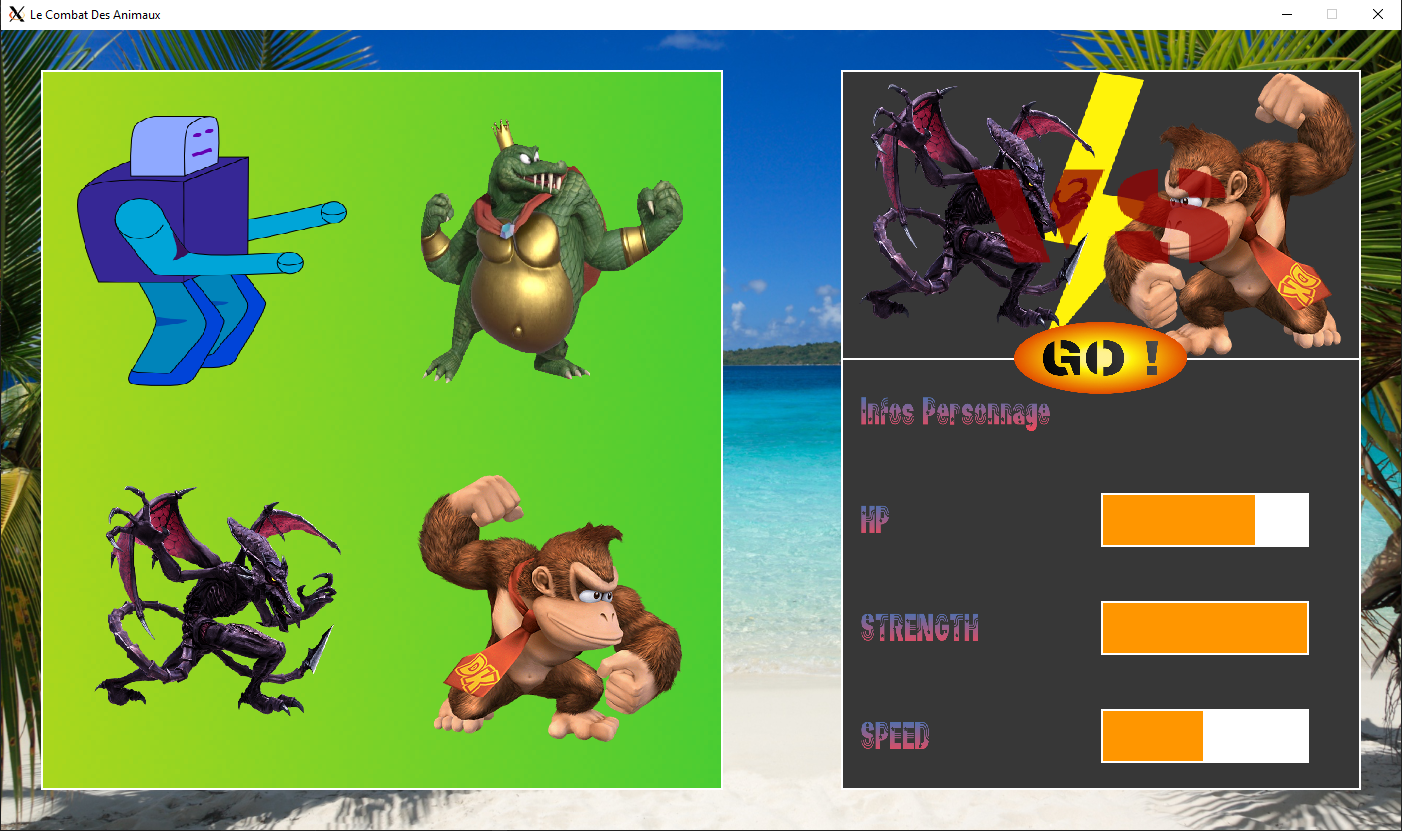 Le Combat Des Animaux
DK
VS
DK
GO !
Infos Personnage
HP
STRENGTH
SPEED